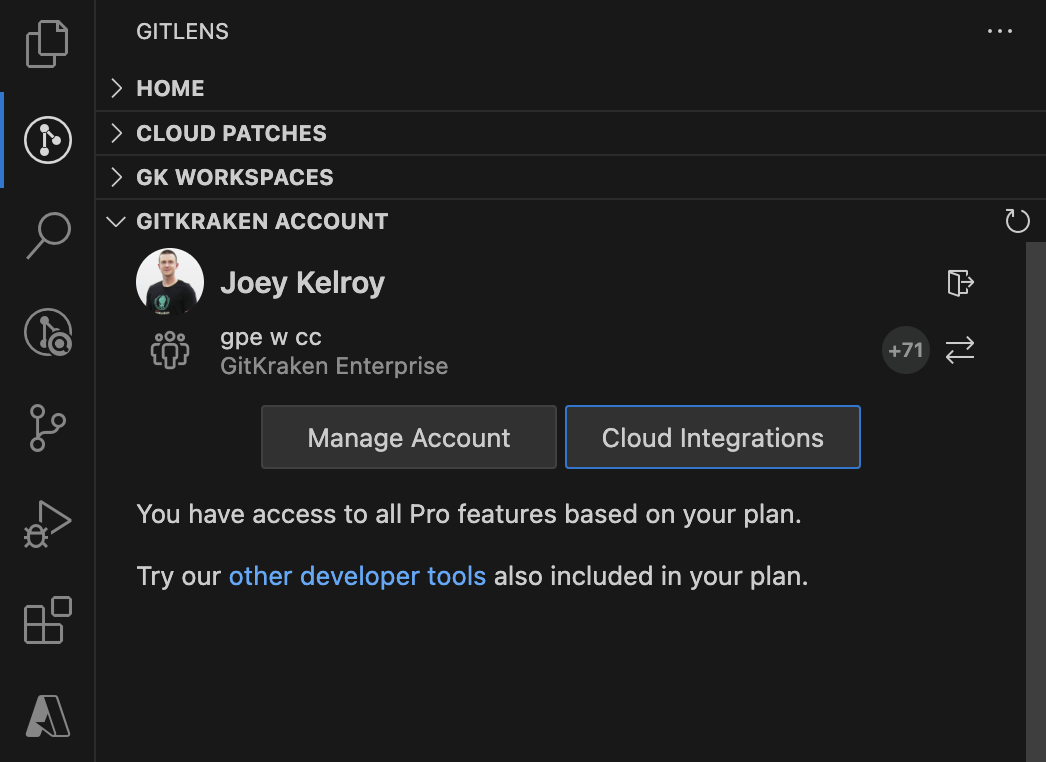 GITLENS
HOME
CLOUD PATCHES
GK WORKSPACES
GITKRAKEN ACCOUNT
Joey Kelroy
gpe w cc
GitKraken Enterprise
+71
Manage Account
Cloud Integrations
You have access to all Pro features based on your plan.
Try our other developer tools also included in your plan.